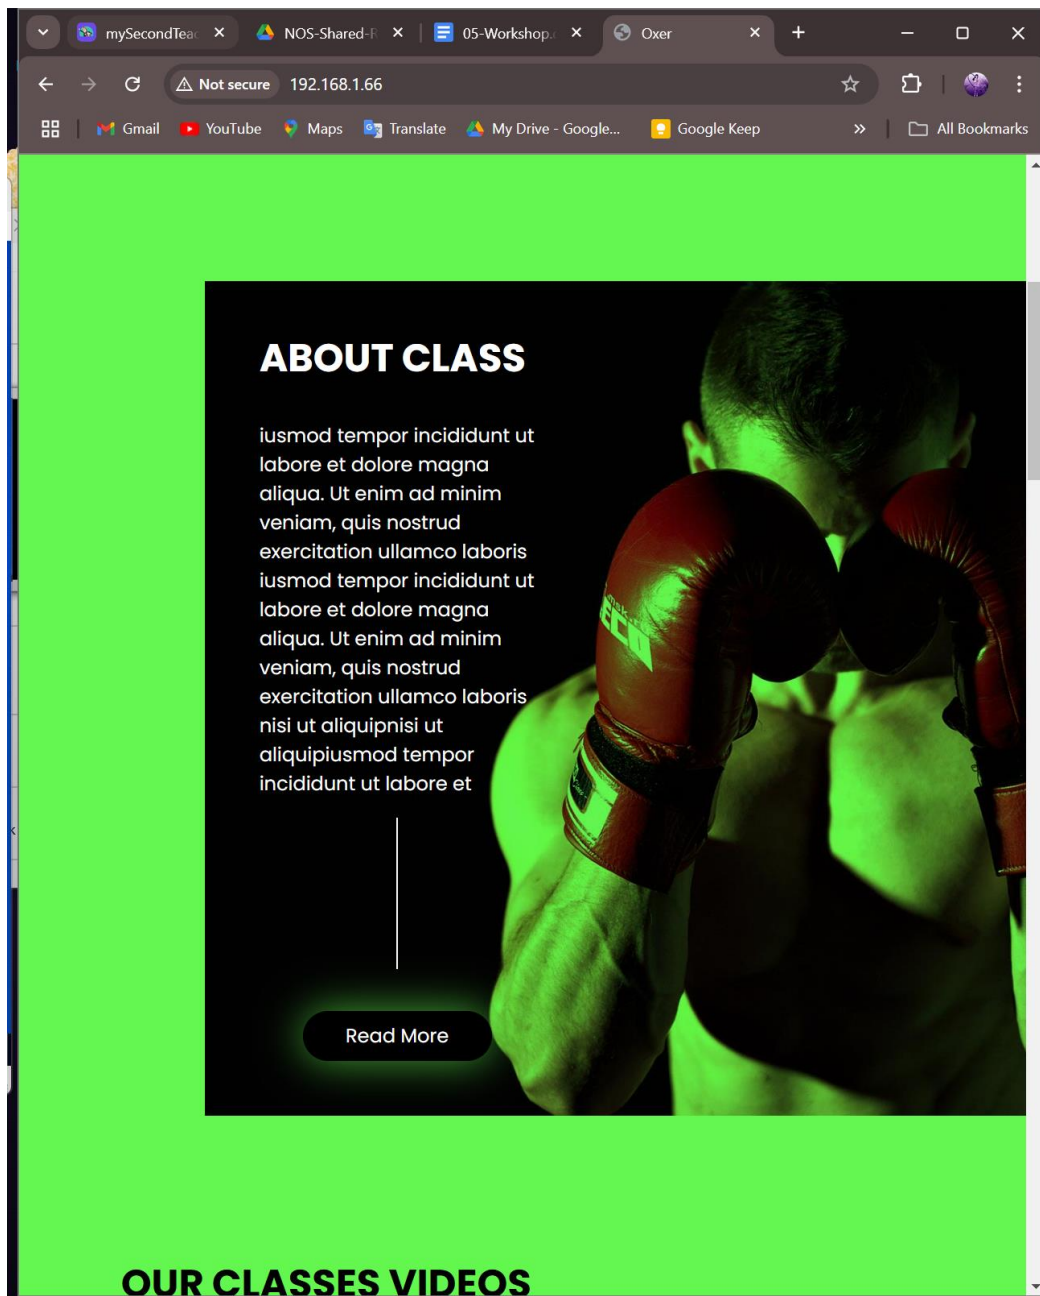 mySecondTea
NOS-Shared-R
05-Workshop.
Oxer
Not secure
192.168.1.66
Gmail
YouTube
Maps
Translate
My Drive - Google...
Google Keep
All Bookmarks
ABOUT CLASS
iusmod tempor incididunt ut
labore et dolore magna
aliqua. Ut enim ad minim
veniam, quis nostrud
exercitation ullamco laboris
iusmod tempor incididunt ut
labore et dolore magna
aliqua. Ut enim ad minim
veniam, quis nostrud
exercitation ullamco laboris
nisi ut aliquipnisi ut
aliquipiusmod tempor
incididunt ut labore et
Read More
OUR CLASSES VIDEOS